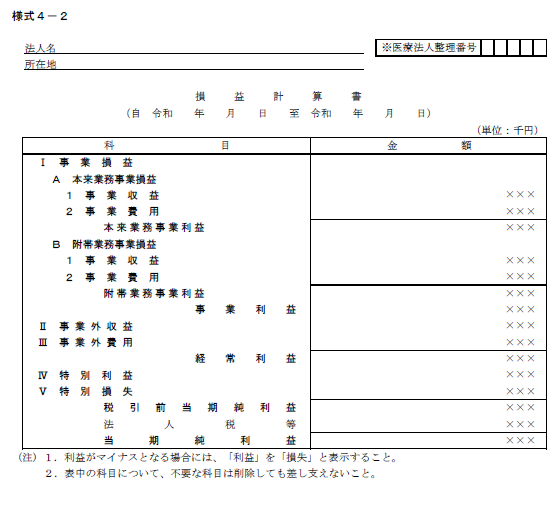 様式４－２
法人名
※医療法人整理番号
所在地
損益計算書
（自 令和 年 月 日 至 令和 年 月 日）
（単位：千円）
科 目 金 額
Ⅰ 事業損益
Ａ 本来業務事業損益
１ 事業収益 ×××
２ 事業費用 ×××
本来業務事業利益 ×××
Ｂ 附帯業務事業損益
１ 事業収益 ×××
２ 事業費用 ×××
附帯業務事業利益 ×××
事業利益 ×××
Ⅱ 事業外収益 ×××
Ⅲ 事業外費用 ×××
経常利益 ×××
Ⅳ 特別利益 ×××
Ⅴ 特別損失 ×××
税引前当期純利益 ×××
法人税等 ×××
当期純利益 ×××
（注）１．利益がマイナスとなる場合には、「利益」を「損失」と表示すること。
２．表中の科目について、不要な科目は削除しても差し支えないこと。